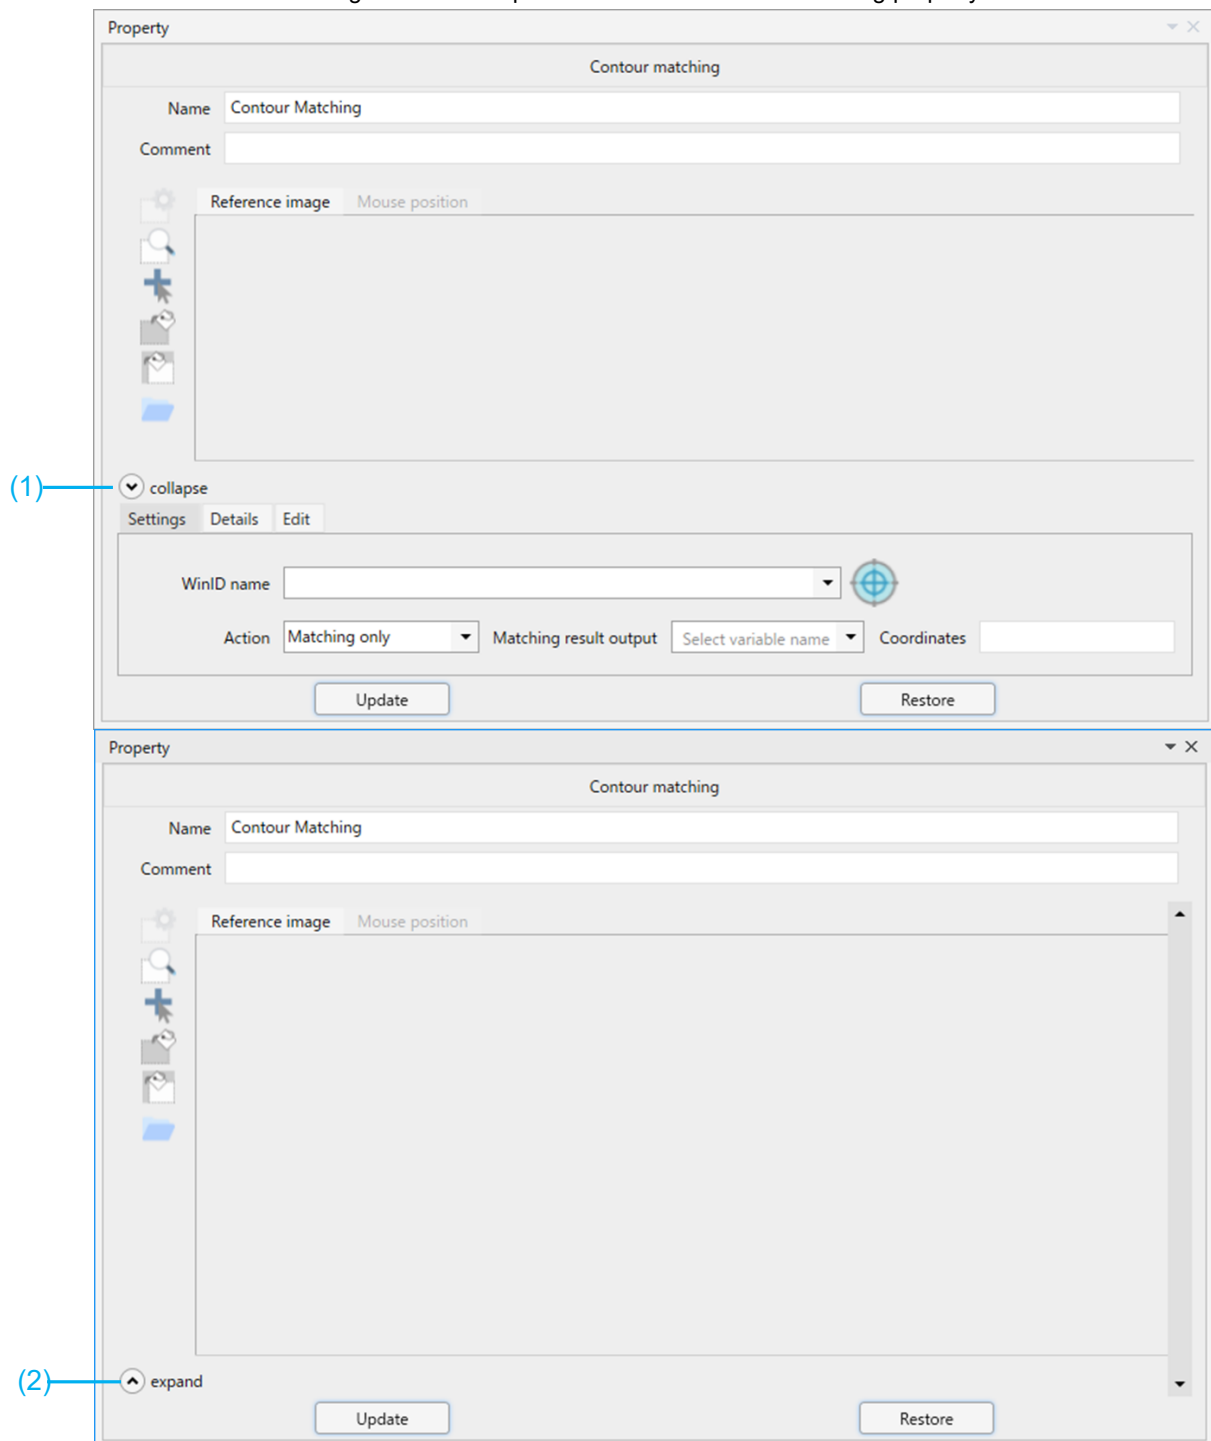 Property
Contour matching
Name Contour Matching
Comment
Reference image Mouse position
(1) collapse
Settings Details Edit
WinID name
Action Matching only Matching result output Select variable name Coordinates
Update Restore
Property
Contour matching
Name Contour Matching
Comment
Reference image Mouse position
(2) expand
Update Restore